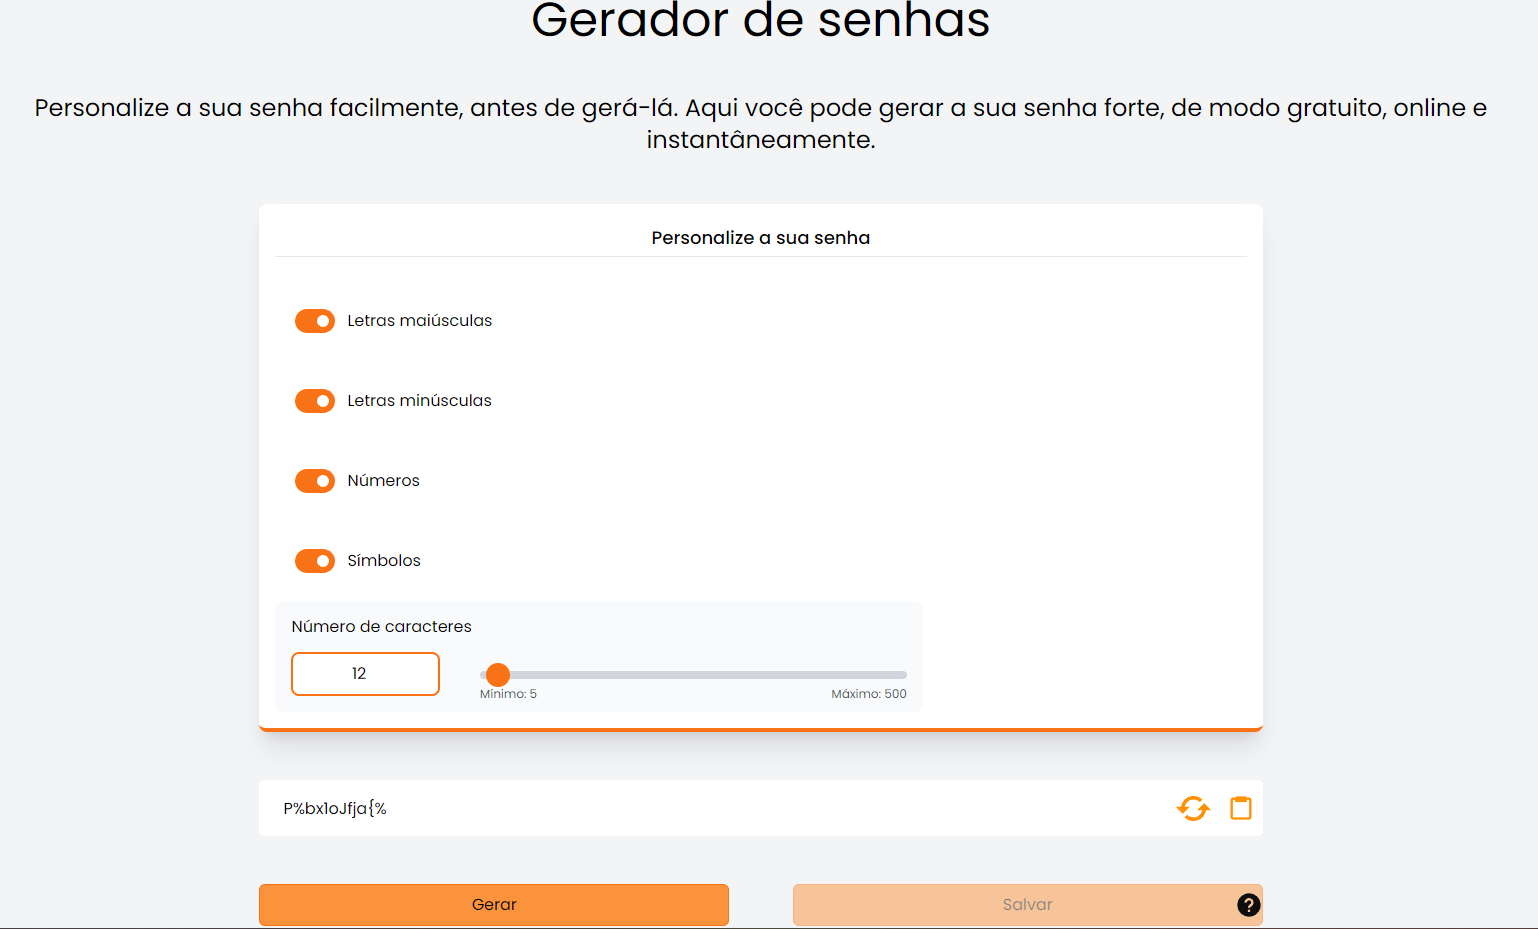 Gerador de senhas
Personalize a sua senha facilmente, antes de gerá-lá. Aqui você pode gerar a sua senha forte, de modo gratuito, online e
instantâneamente.
Personalize a sua senha
Letras maiúsculas
Letras minúsculas
Números
Símbolos
Número de caracteres
12
Mínimo: 5
Máximo: 500
P%bx1oJfja{%
Gerar
Salvar
?